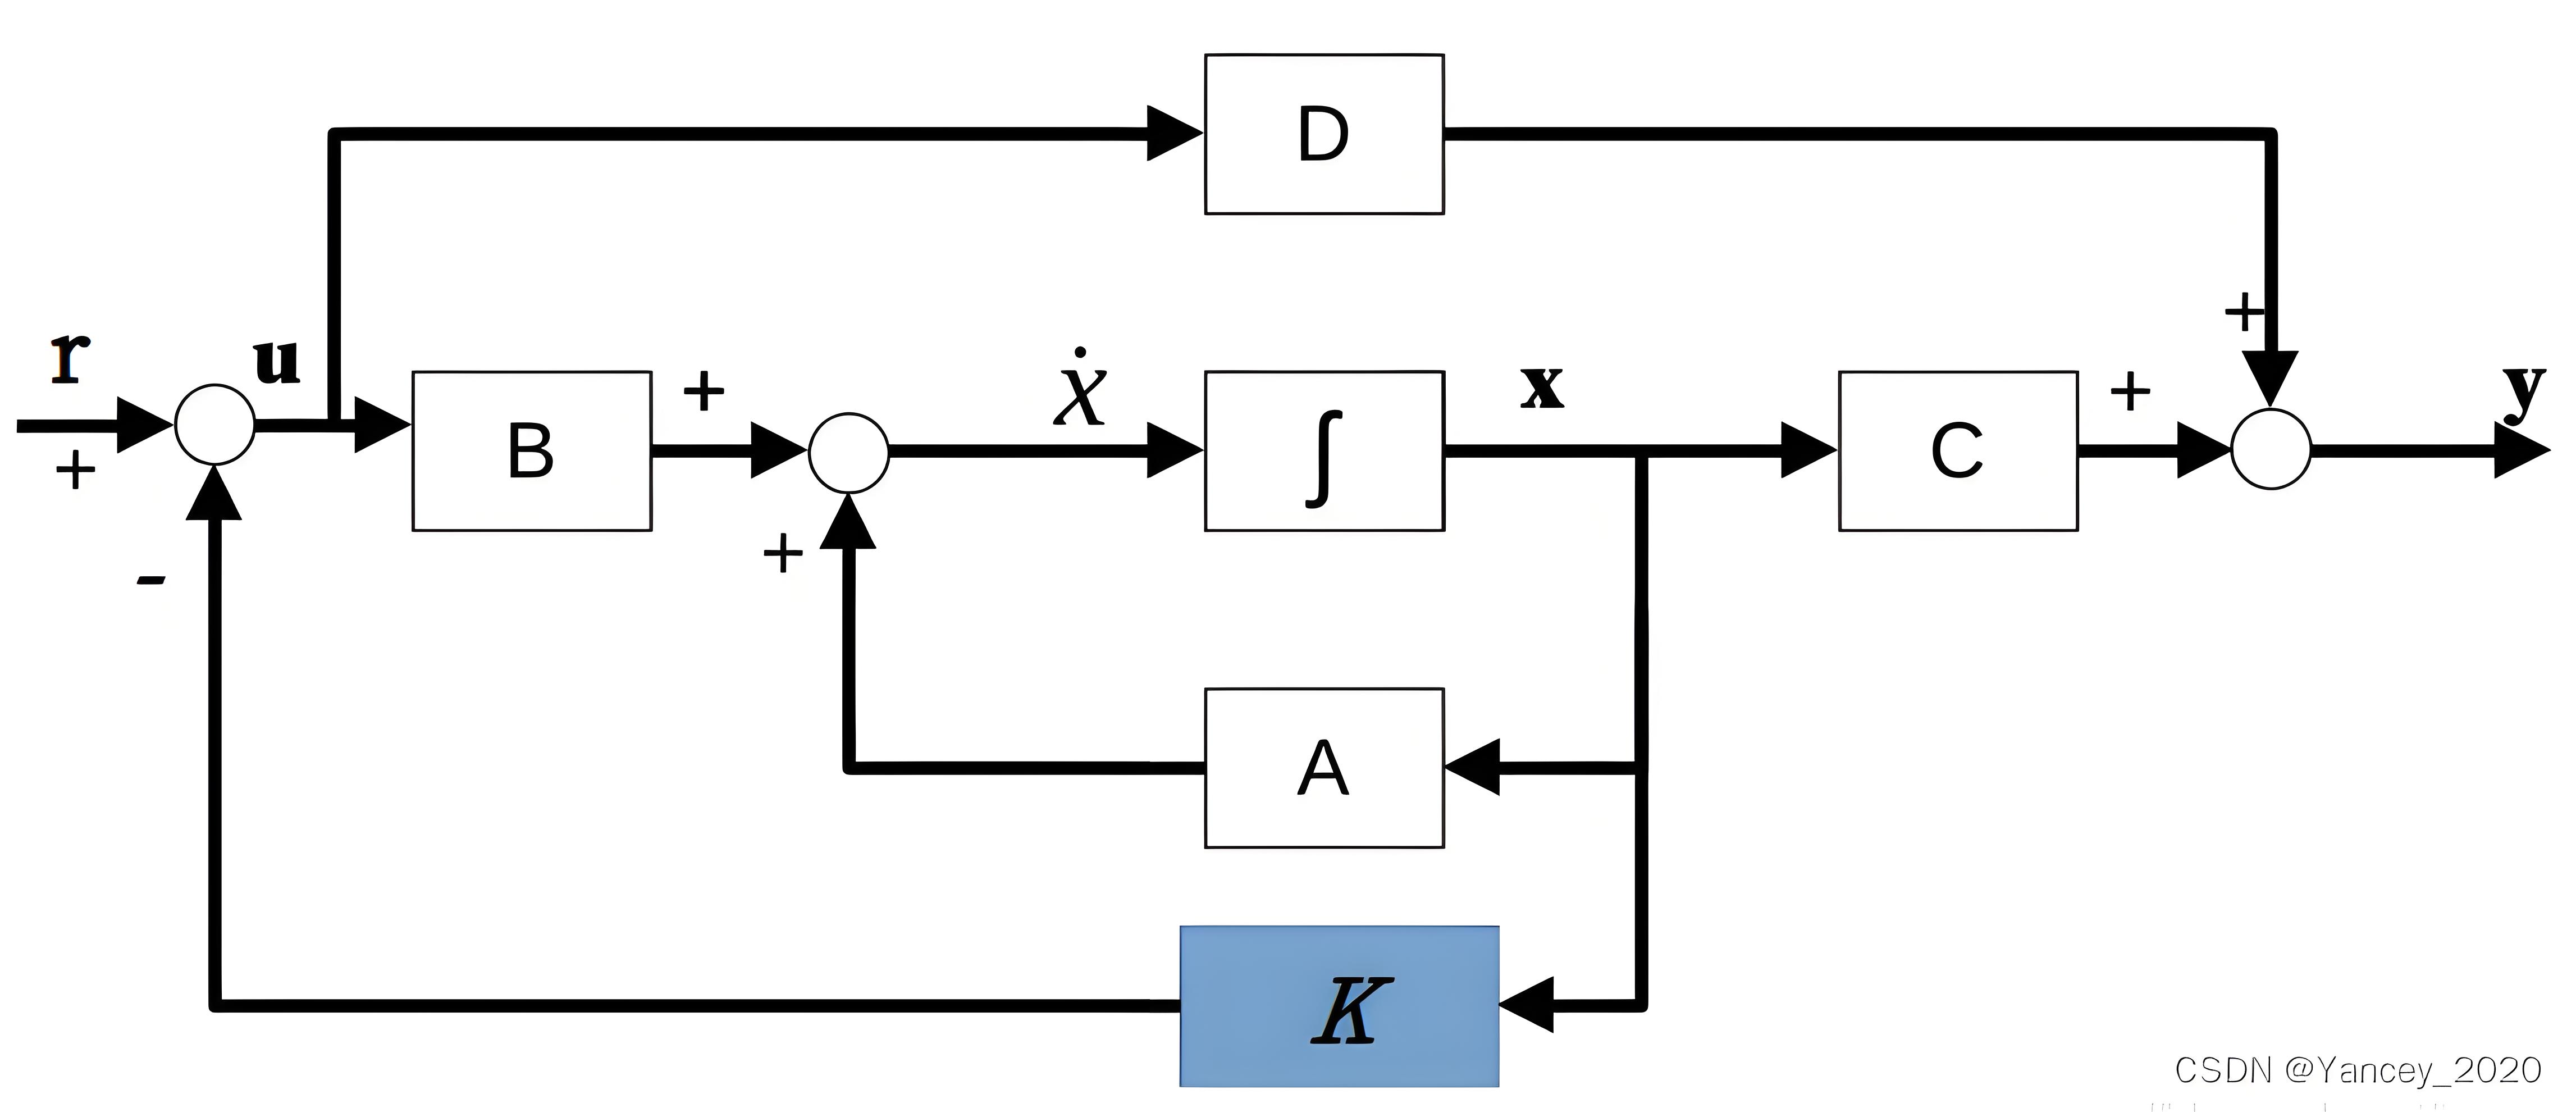 D
+
r
u
ẋ
x
y
+
+
B
∫
C
+
+
-
A
K
CSDN @Yancey_2020